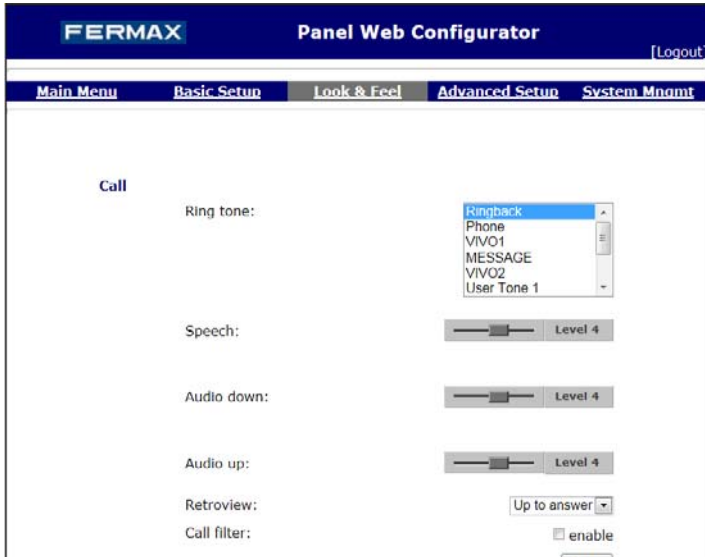 FERMAX Panel Web Configurator
[Logout]
Main Menu Basic Setup Look & Feel Advanced Setup System Mngmt
Call
Ring tone:
Ringback
Phone
VIVO1
MESSAGE
VIVO2
User Tone 1
Speech: Level 4
Audio down: Level 4
Audio up: Level 4
Retroview: Up to answer
Call filter: enable